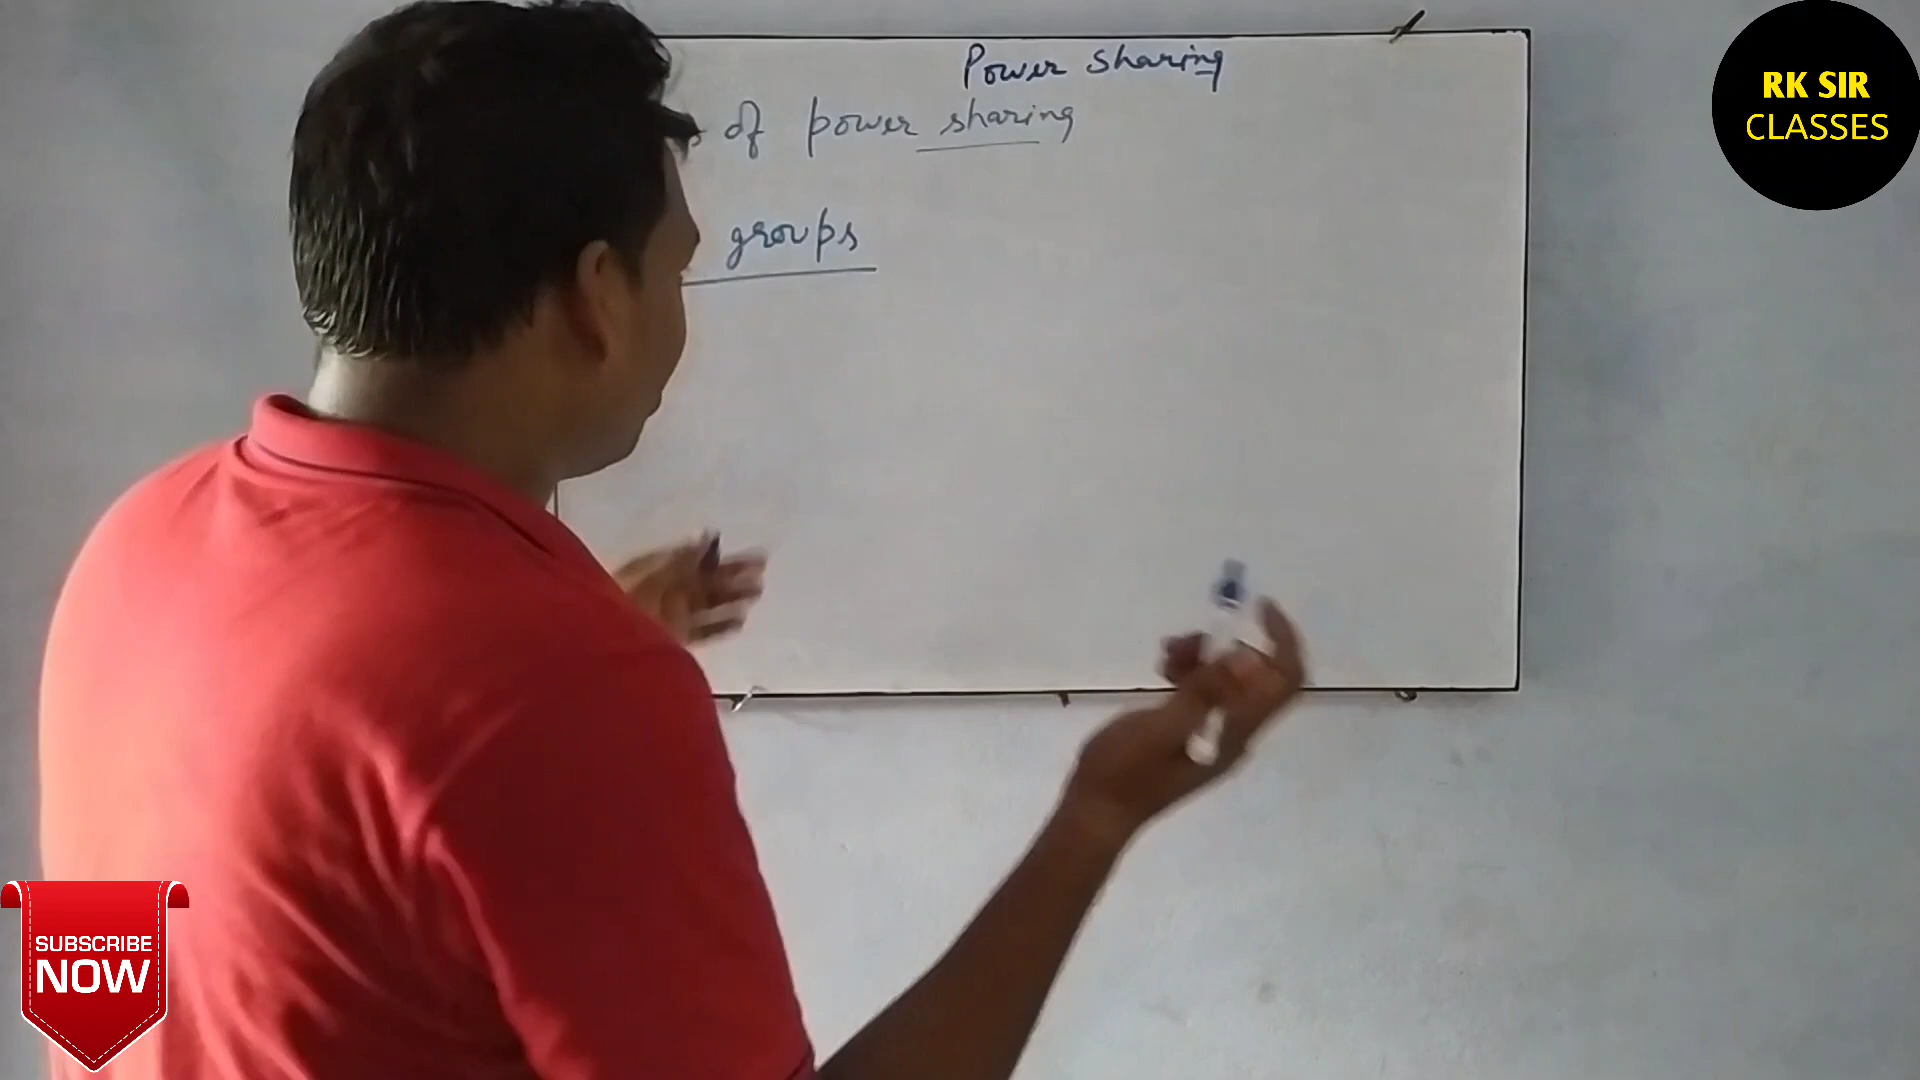 Power Sharing
of power sharing
groups
RK SIR
CLASSES
SUBSCRIBE
NOW